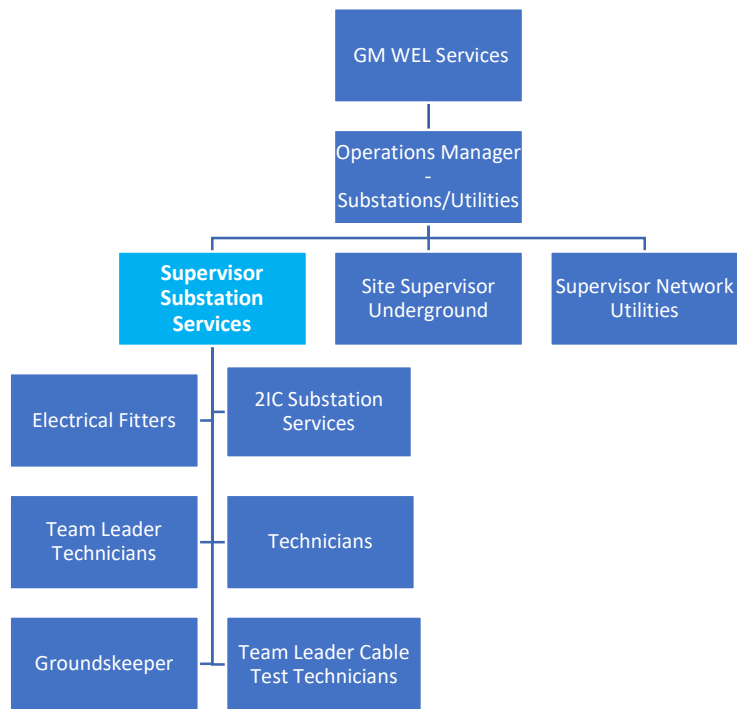 GM WEL Services
Operations Manager
-
Substations/Utilities
Supervisor
Substation
Services
Site Supervisor
Underground
Supervisor Network
Utilities
Electrical Fitters
2IC Substation
Services
Team Leader
Technicians
Technicians
Groundskeeper
Team Leader Cable
Test Technicians